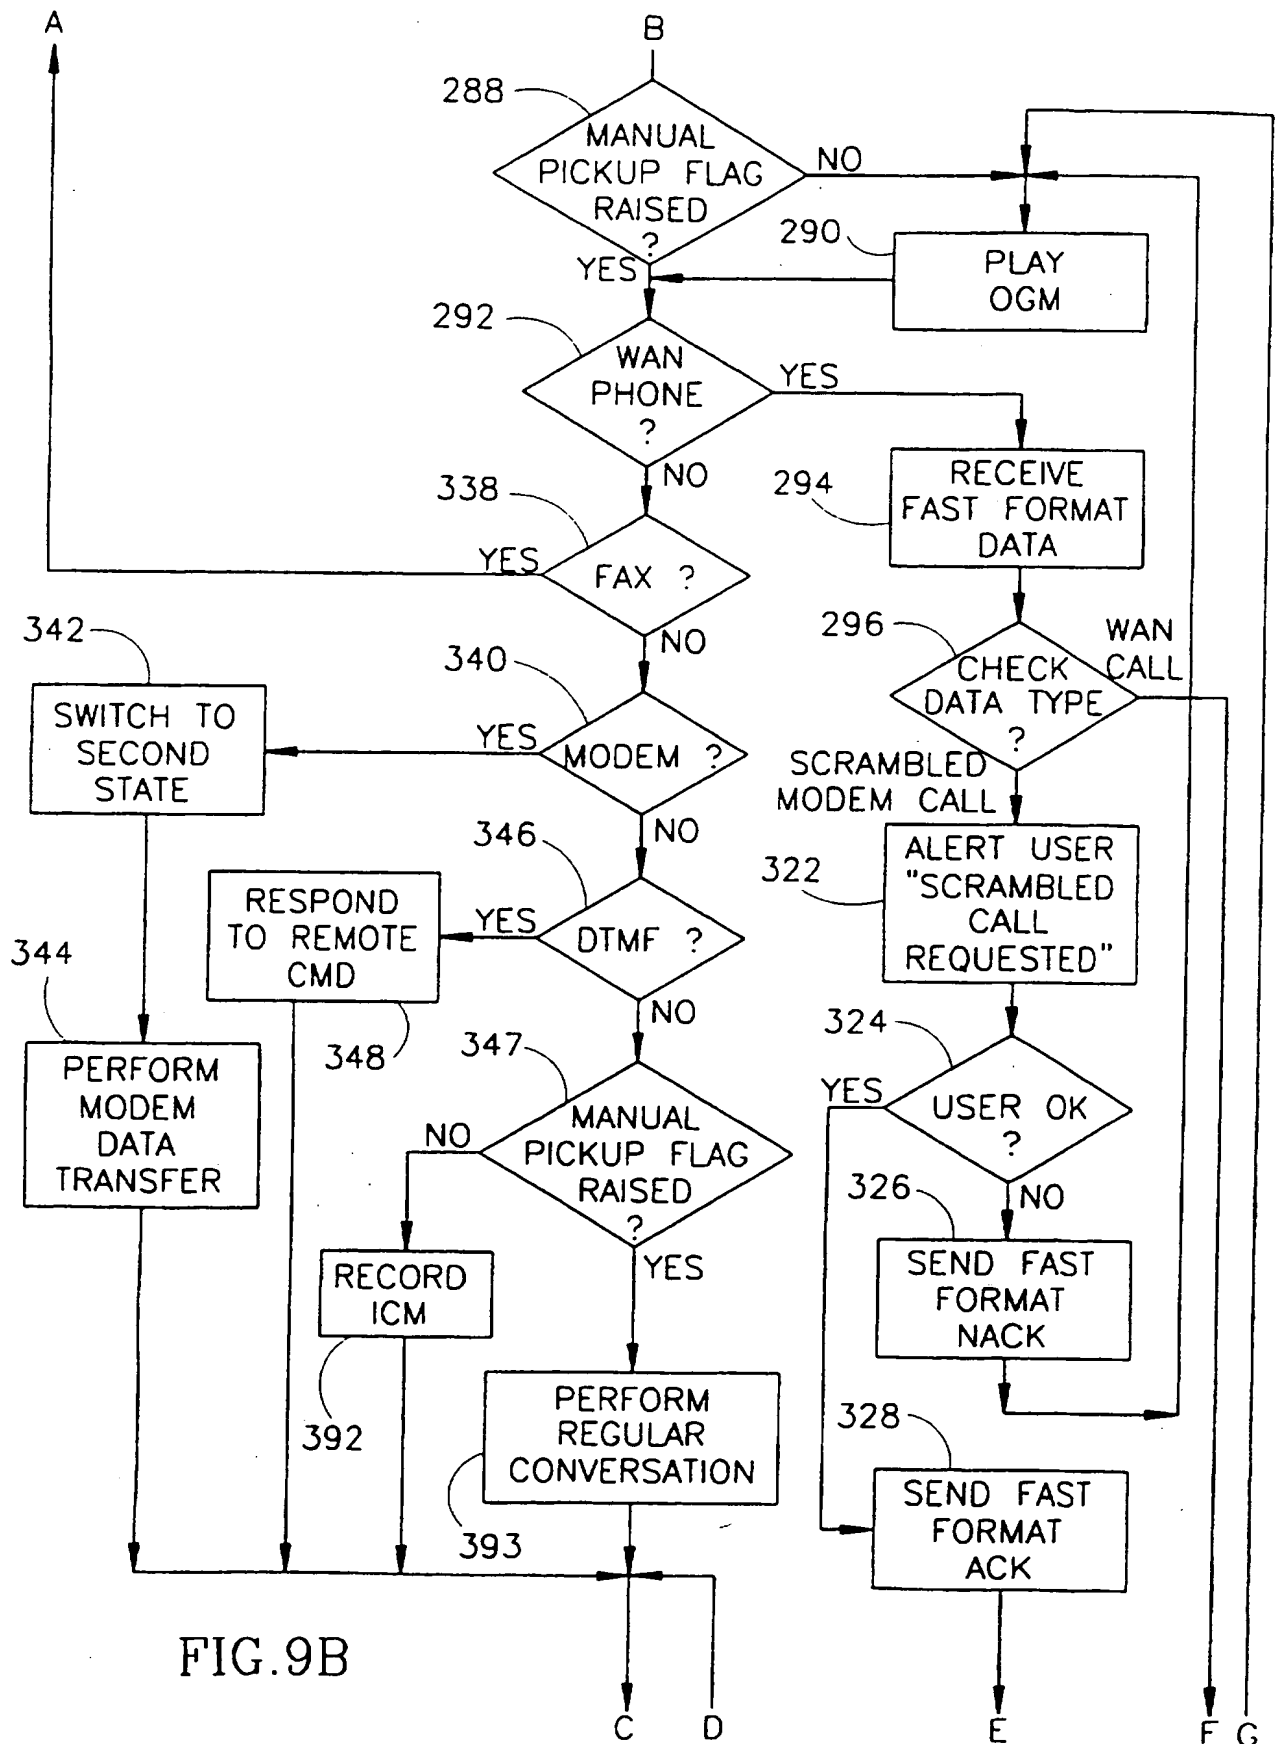 A
B
288
MANUAL
PICKUP FLAG
RAISED
?
NO
YES
290
PLAY
OGM
292
WAN
PHONE
?
YES
NO
294
RECEIVE
FAST FORMAT
DATA
338
FAX ?
YES
NO
296
CHECK
DATA TYPE
?
WAN
CALL
SCRAMBLED
MODEM CALL
342
SWITCH TO
SECOND
STATE
340
MODEM ?
YES
NO
322
ALERT USER
"SCRAMBLED
CALL
REQUESTED"
346
DTMF ?
YES
NO
RESPOND
TO REMOTE
CMD
348
344
PERFORM
MODEM
DATA
TRANSFER
324
USER OK
?
YES
NO
347
MANUAL
PICKUP FLAG
RAISED
?
NO
YES
326
SEND FAST
FORMAT
NACK
RECORD
ICM
392
PERFORM
REGULAR
CONVERSATION
393
328
SEND FAST
FORMAT
ACK
FIG.9B
C
D
E
F
G